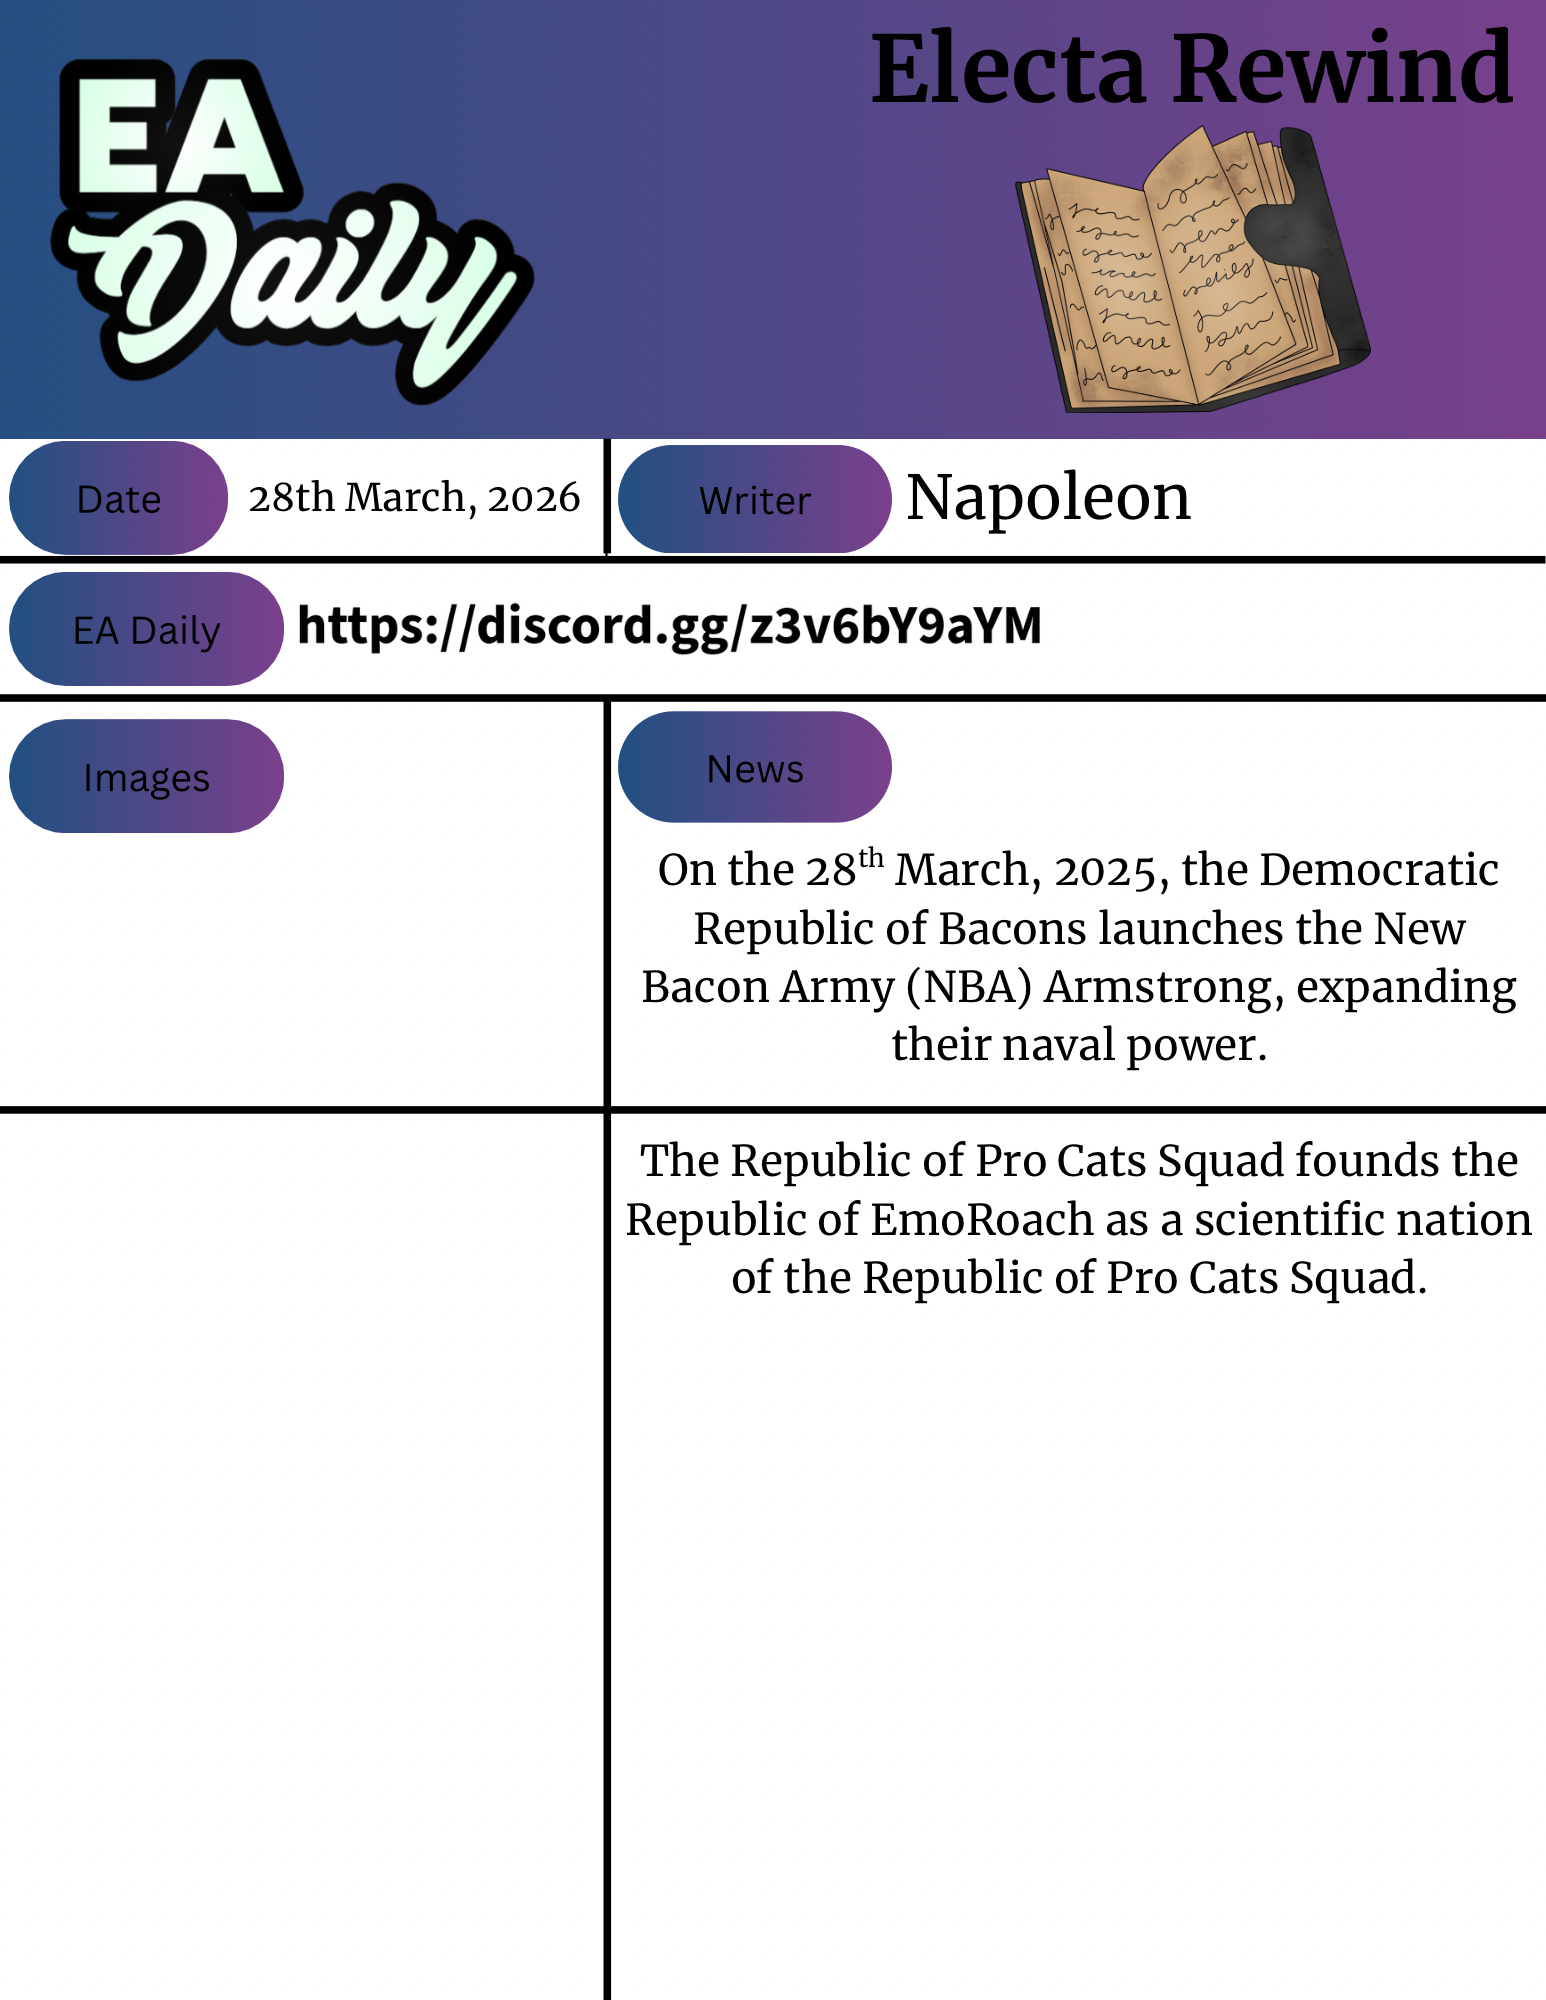 EA
Daily
Electa Rewind
Date
28th March, 2026
Writer
Napoleon
EA Daily
https://discord.gg/z3v6bY9aYM
Images
News
On the 28th March, 2025, the Democratic
Republic of Bacons launches the New
Bacon Army (NBA) Armstrong, expanding
their naval power.
The Republic of Pro Cats Squad founds the
Republic of EmoRoach as a scientific nation
of the Republic of Pro Cats Squad.